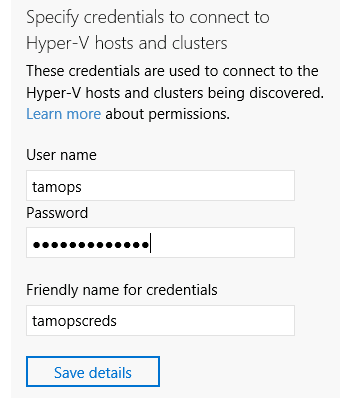 Specify credentials to connect to
Hyper-V hosts and clusters
These credentials are used to connect to the
Hyper-V hosts and clusters being discovered.
Learn more about permissions.
User name
tamops
Password
●●●●●●●●●●●●●
Friendly name for credentials
tamopscreds
Save details